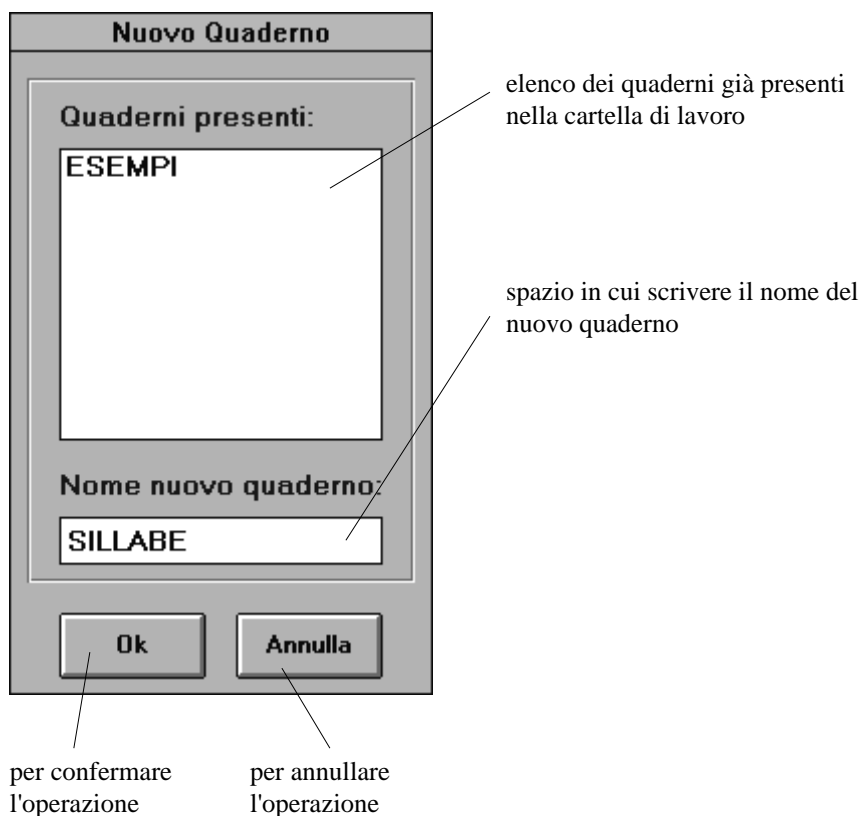 Nuovo Quaderno
elenco dei quaderni già presenti
nella cartella di lavoro
Quaderni presenti:
ESEMPI
spazio in cui scrivere il nome del
nuovo quaderno
Nome nuovo quaderno:
SILLABE
Ok
Annulla
per confermare
l'operazione
per annullare
l'operazione